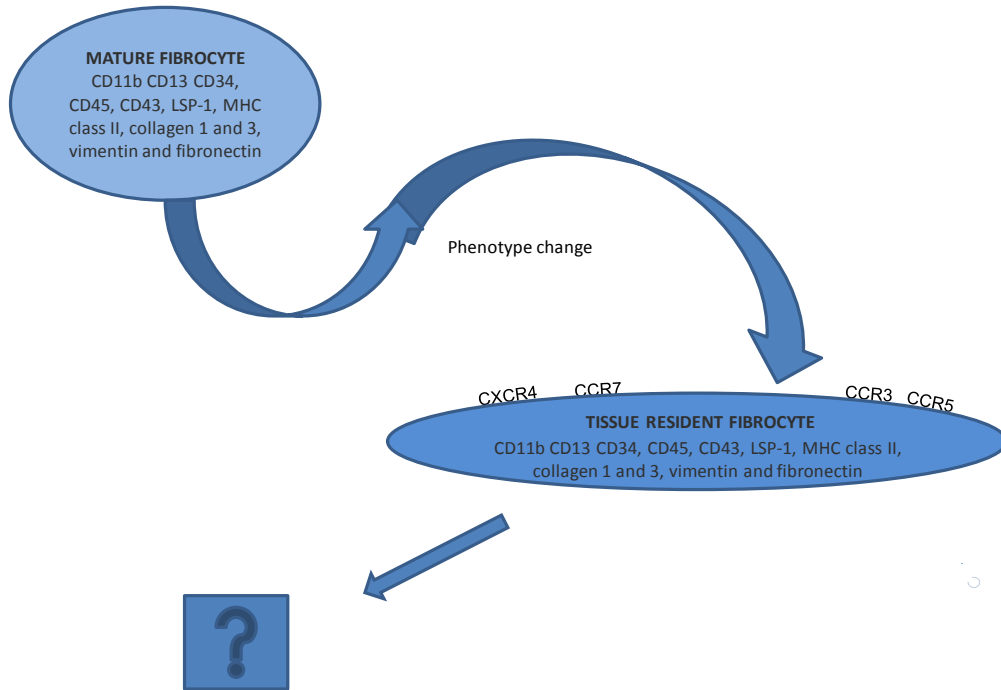 MATURE FIBROCYTE
CD11b CD13 CD34,
CD45, CD43, LSP-1, MHC
class II, collagen 1 and 3,
vimentin and fibronectin
Phenotype change
CXCR4 CCR7 CCR3 CCR5
TISSUE RESIDENT FIBROCYTE
CD11b CD13 CD34, CD45, CD43, LSP-1, MHC class II,
collagen 1 and 3, vimentin and fibronectin
?